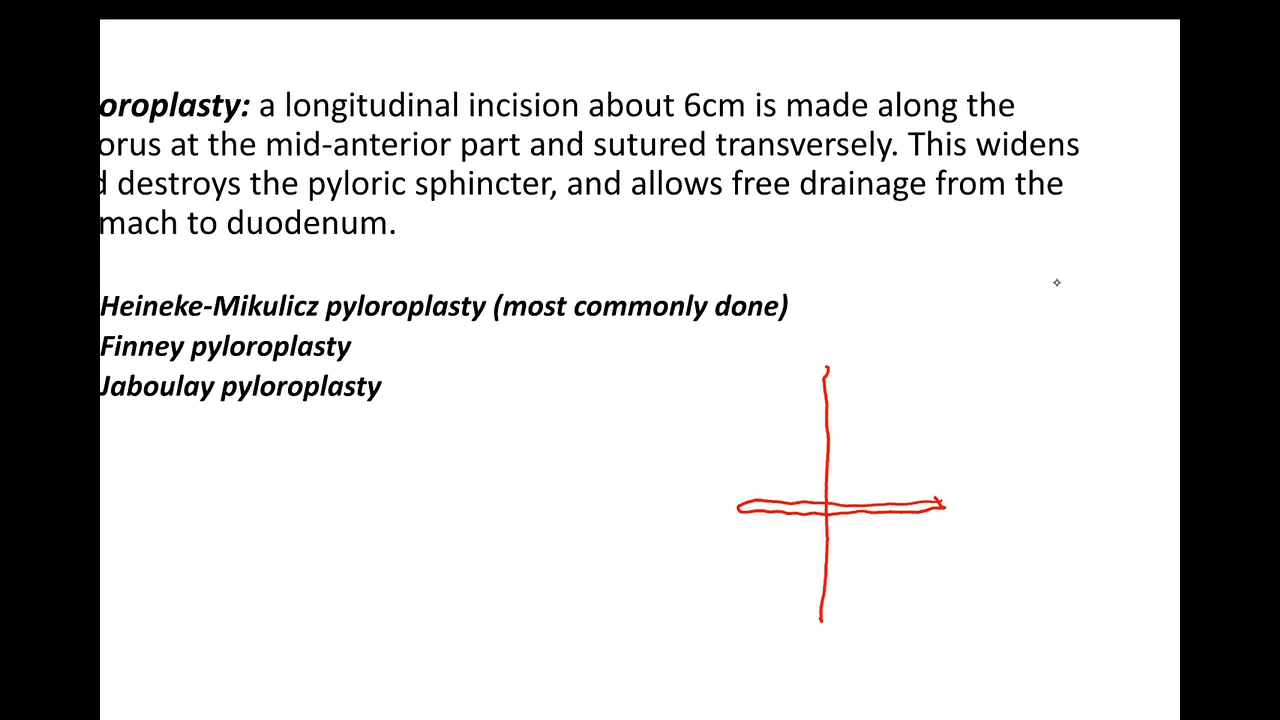 oroplasty: a longitudinal incision about 6cm is made along the
orus at the mid-anterior part and sutured transversely. This widens
d destroys the pyloric sphincter, and allows free drainage from the
mach to duodenum.
Heineke-Mikulicz pyloroplasty (most commonly done)
Finney pyloroplasty
Jaboulay pyloroplasty